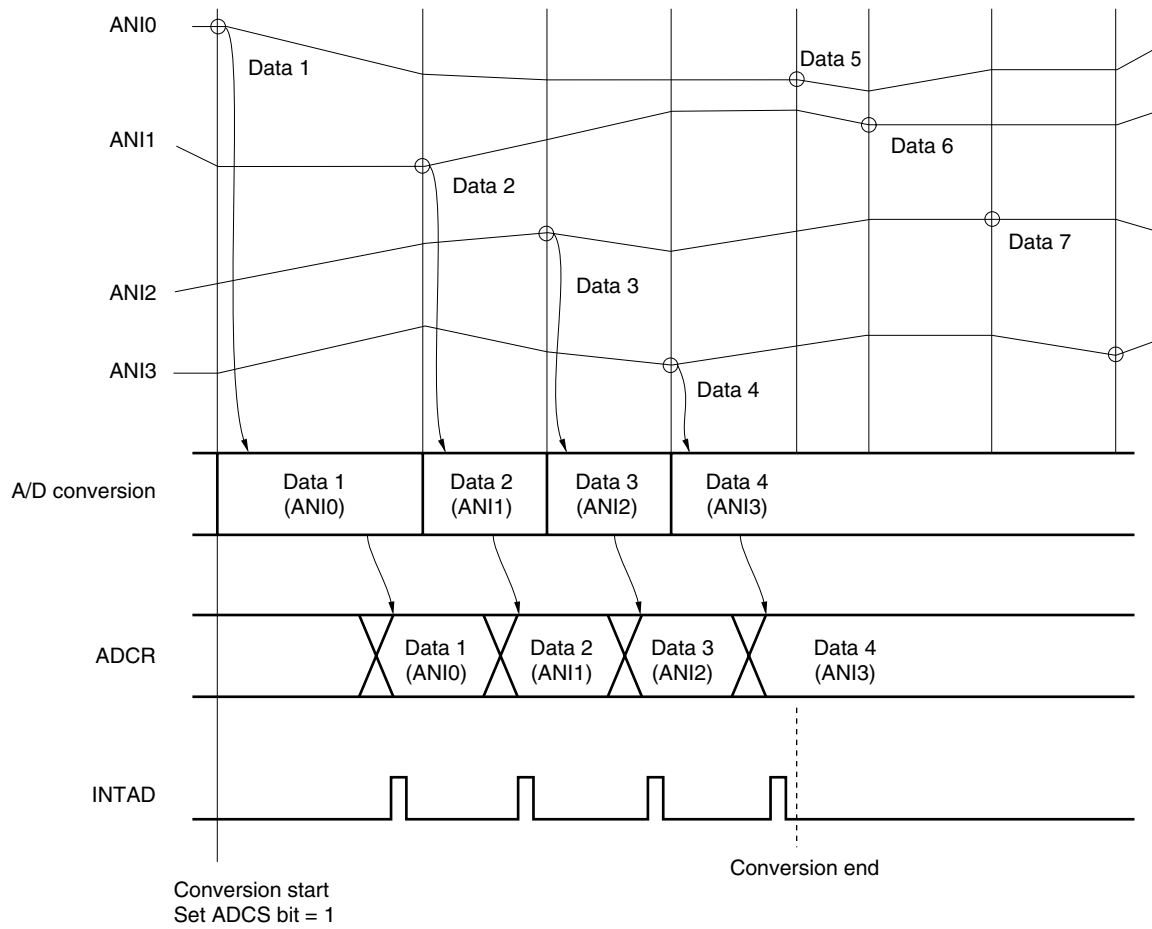 ANI0
Data 1
Data 5
ANI1
Data 6
Data 2
Data 7
ANI2
Data 3
ANI3
Data 4
A/D conversion
Data 1
(ANI0)
Data 2
(ANI1)
Data 3
(ANI2)
Data 4
(ANI3)
ADCR
Data 1
(ANI0)
Data 2
(ANI1)
Data 3
(ANI2)
Data 4
(ANI3)
INTAD
Conversion end
Conversion start
Set ADCS bit = 1